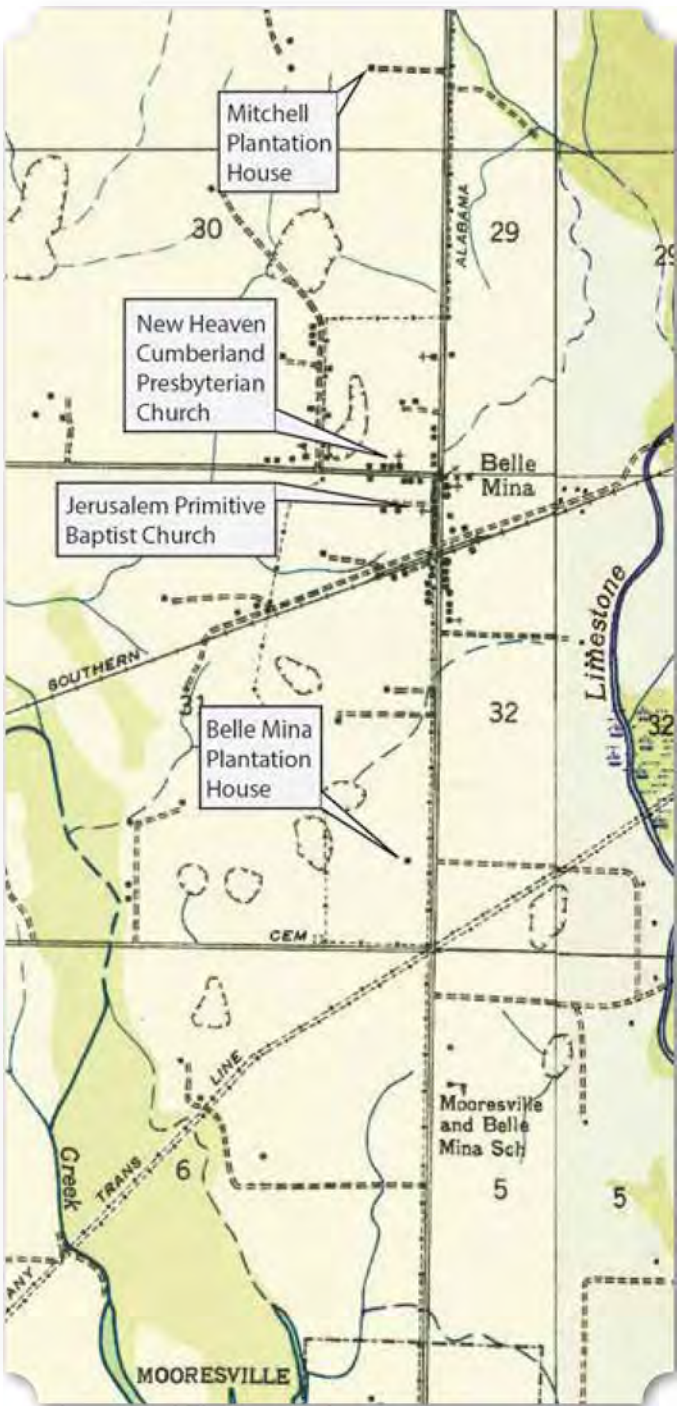 Mitchell
Plantation
House
30
ALABAMA
29
29
New Heaven
Cumberland
Presbyterian
Church
Belle
Mina
Jerusalem Primitive
Baptist Church
Limestone
SOUTHERN
31
32
32
Belle Mina
Plantation
House
CEM
LINE
Mooresville
and Belle
Mina Sch
Creek
TRANS
6
5
5
ANY
MOORESVILLE